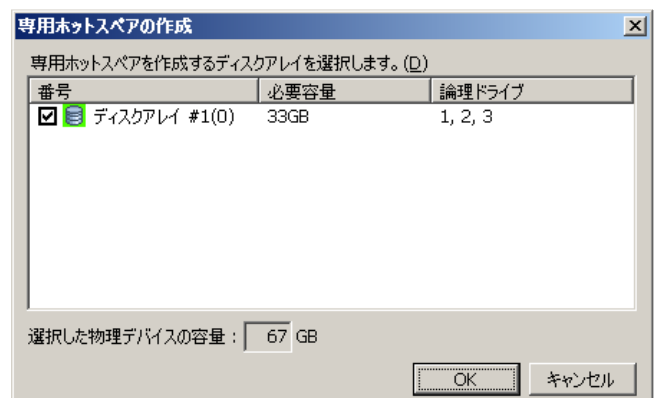 専用ホットスペアの作成
専用ホットスペアを作成するディスクアレイを選択します。(D)
番号 必要容量 論理ドライブ
ディスクアレイ #1(0) 33GB 1, 2, 3
選択した物理デバイスの容量： 67 GB
OK キャンセル